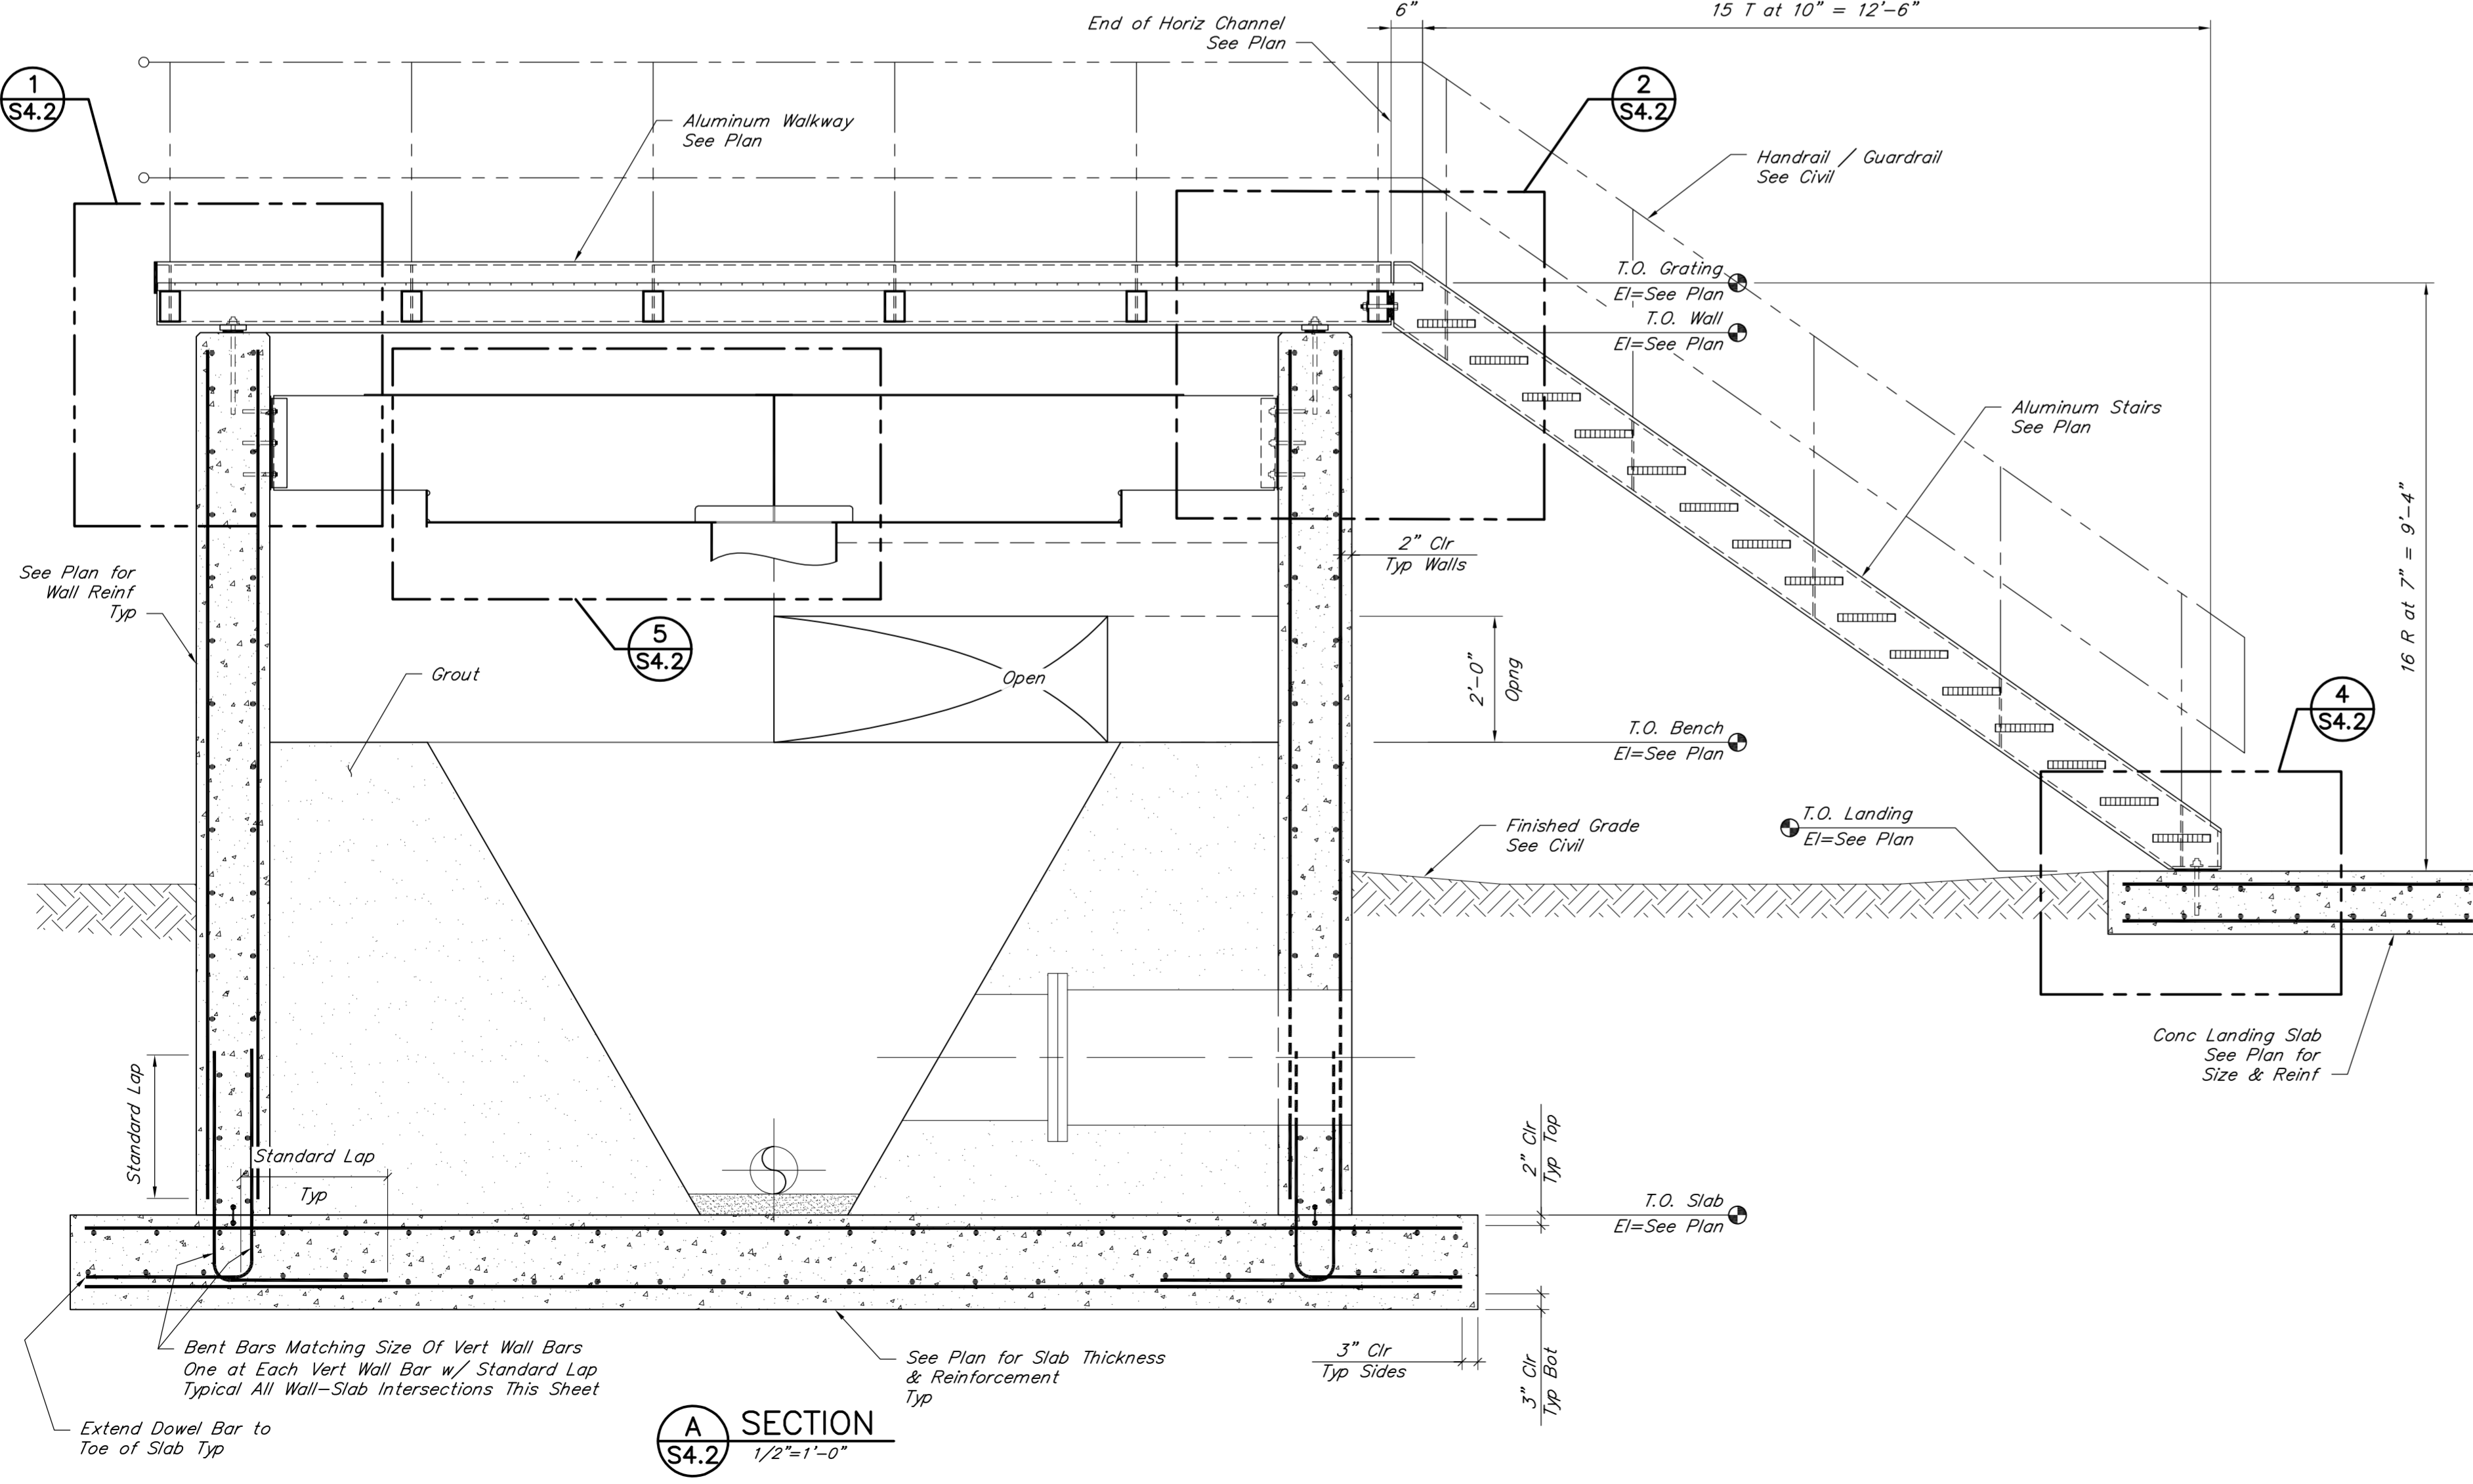 6”
15 T at 10” = 12’-6”
End of Horiz Channel
See Plan
1
S4.2
2
S4.2
Aluminum Walkway
See Plan
Handrail / Guardrail
See Civil
T.O. Grating
El=See Plan
T.O. Wall
El=See Plan
Aluminum Stairs
See Plan
16 R at 7” = 9’-4”
2” Clr
Typ Walls
See Plan for
Wall Reinf
Typ
5
S4.2
Grout
Open
2’-0”
Opng
4
S4.2
T.O. Bench
El=See Plan
T.O. Landing
El=See Plan
Finished Grade
See Civil
Conc Landing Slab
See Plan for
Size & Reinf
Standard Lap
Standard Lap
Typ
2” Clr
Typ Top
T.O. Slab
El=See Plan
Bent Bars Matching Size Of Vert Wall Bars
One at Each Vert Wall Bar w/ Standard Lap
Typical All Wall-Slab Intersections This Sheet
See Plan for Slab Thickness
& Reinforcement
Typ
3” Clr
Typ Sides
3” Clr
Typ Bot
Extend Dowel Bar to
Toe of Slab Typ
A
S4.2
SECTION
1/2”=1’-0”